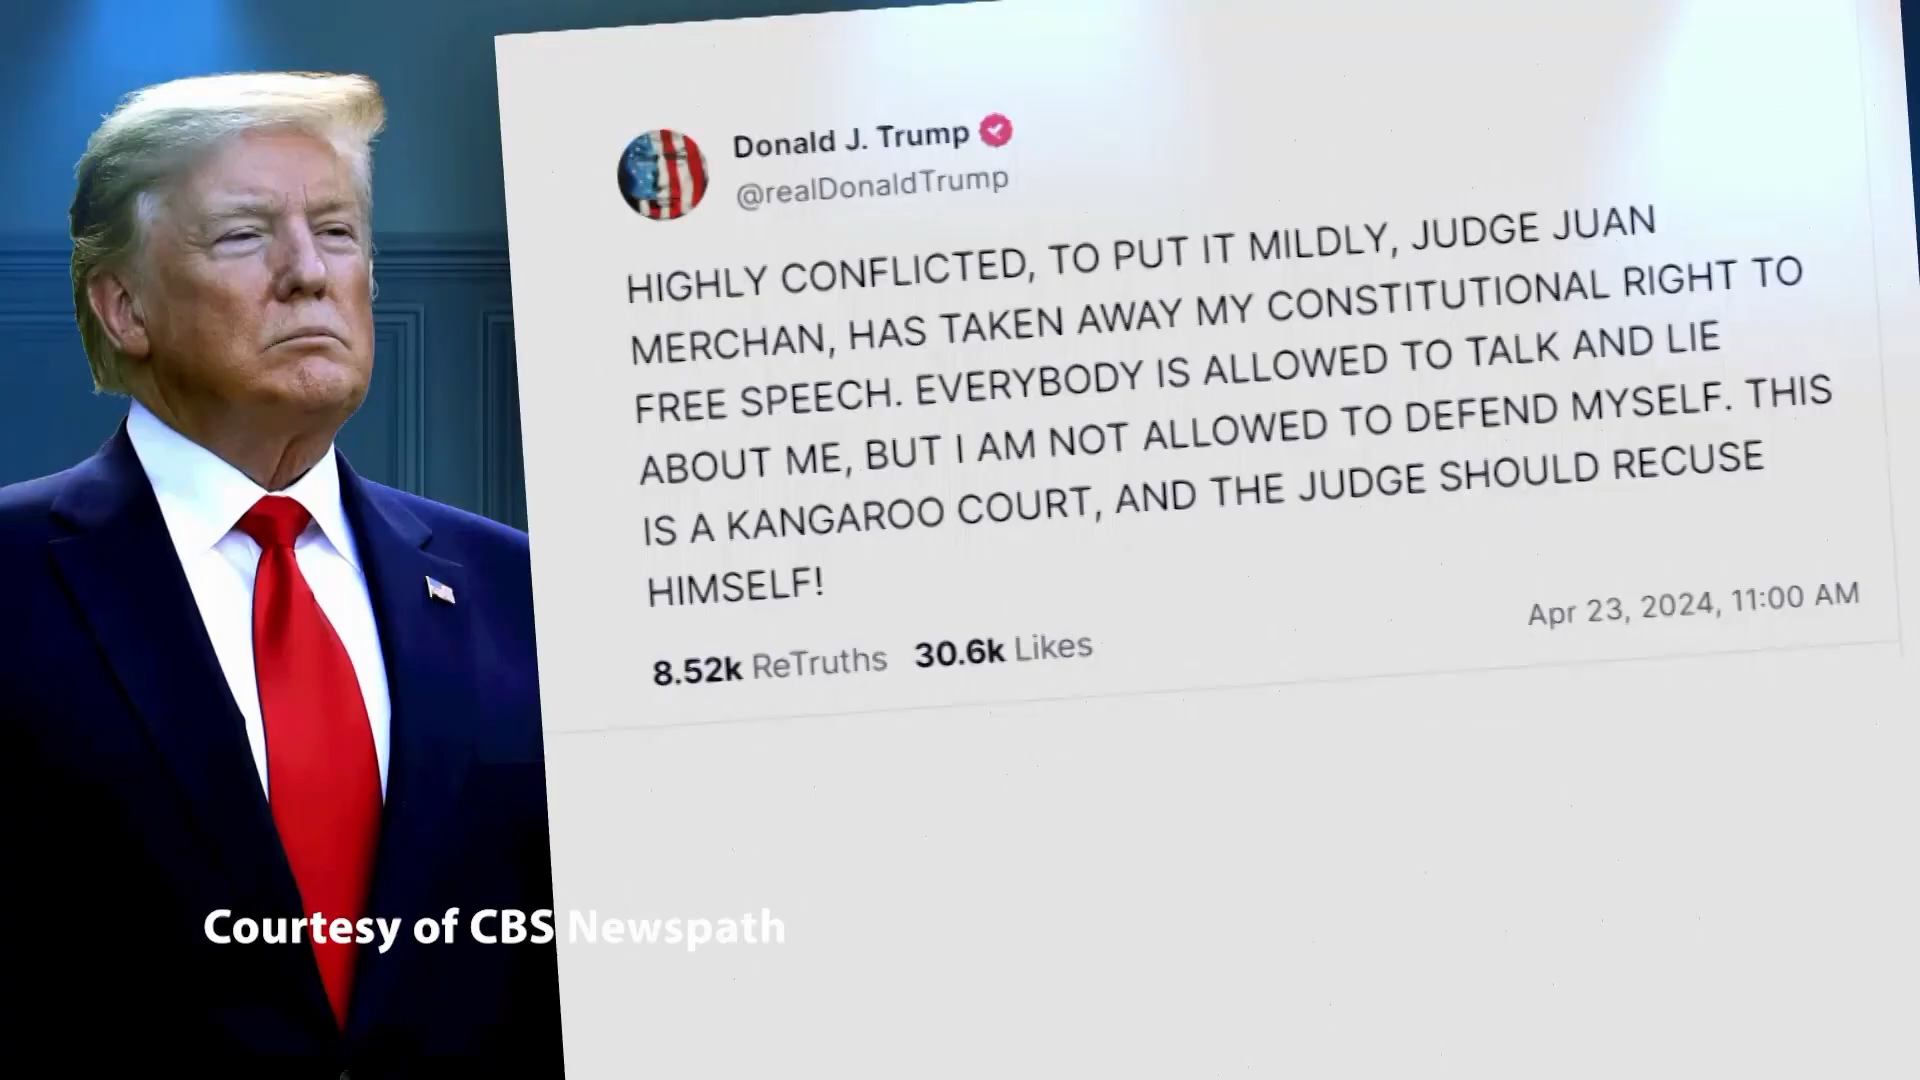 Donald J. Trump
@realDonaldTrump
HIGHLY CONFLICTED, TO PUT IT MILDLY, JUDGE JUAN
MERCHAN, HAS TAKEN AWAY MY CONSTITUTIONAL RIGHT TO
FREE SPEECH. EVERYBODY IS ALLOWED TO TALK AND LIE
ABOUT ME, BUT I AM NOT ALLOWED TO DEFEND MYSELF. THIS
IS A KANGAROO COURT, AND THE JUDGE SHOULD RECUSE
HIMSELF!
8.52k ReTruths 30.6k Likes
Apr 23, 2024, 11:00 AM
Courtesy of CBS Newspath